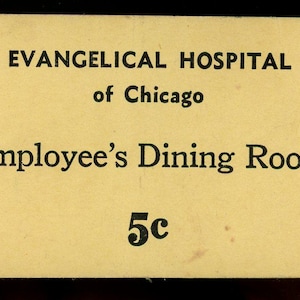 EVANGELICAL HOSPITAL
of Chicago
mployee's Dining Roo
5c